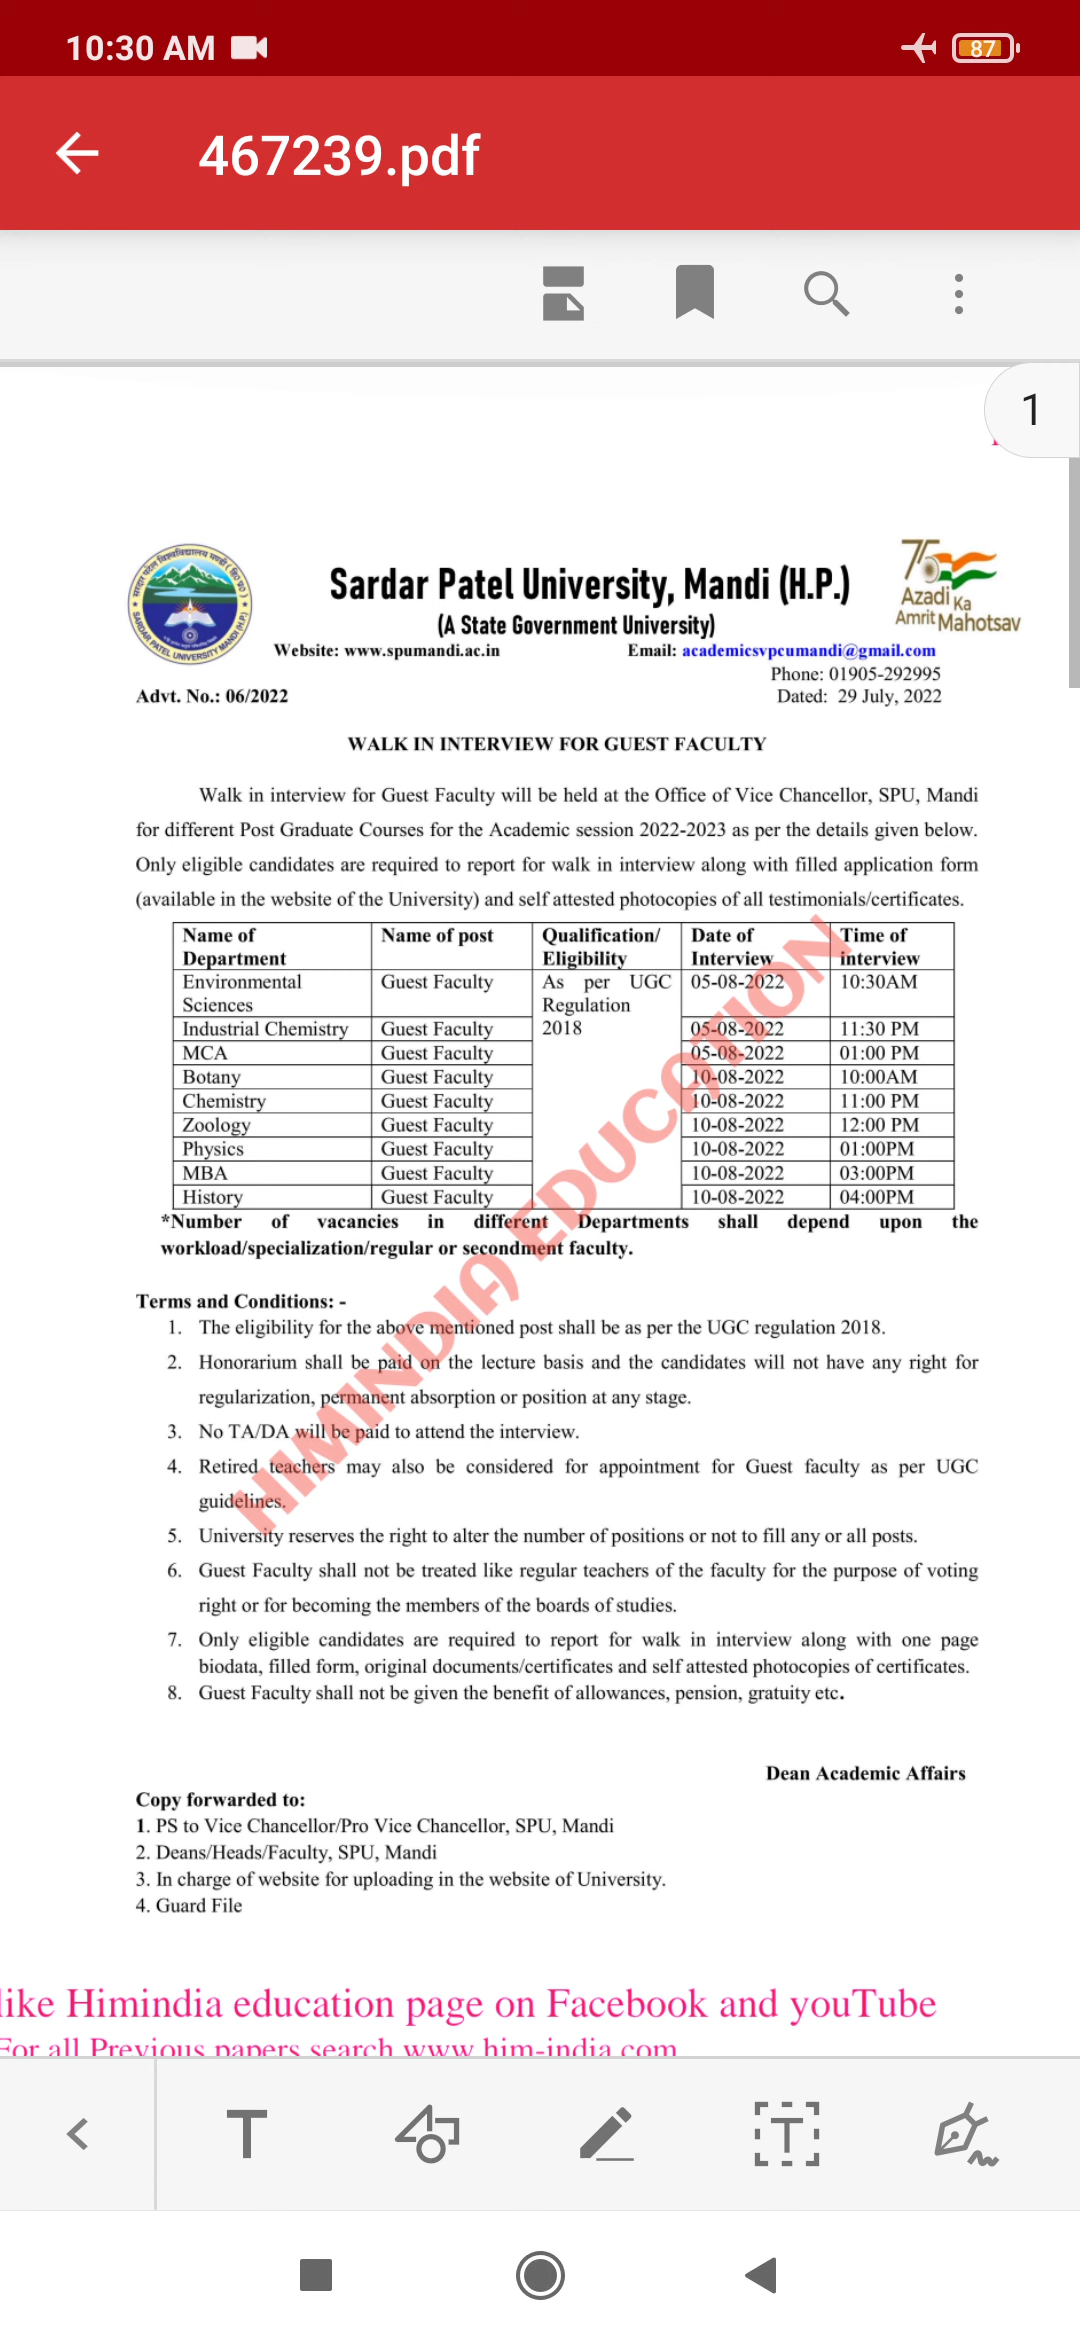 10:30 AM
87
467239.pdf
1
Sardar Patel University, Mandi (H.P.)
(A State Government University)
75
Azadi Ka
Amrit Mahotsav
Website: www.spumandi.ac.in Email: academicsvpcumandi@gmail.com
Phone: 01905-292995
Advt. No.: 06/2022 Dated: 29 July, 2022
WALK IN INTERVIEW FOR GUEST FACULTY
Walk in interview for Guest Faculty will be held at the Office of Vice Chancellor, SPU, Mandi
for different Post Graduate Courses for the Academic session 2022-2023 as per the details given below.
Only eligible candidates are required to report for walk in interview along with filled application form
(available in the website of the University) and self attested photocopies of all testimonials/certificates.
Name of Name of post Qualification/ Date of Time of
Department Eligibility Interview interview
Environmental Guest Faculty As per UGC 05-08-2022 10:30AM
Sciences Regulation
Industrial Chemistry Guest Faculty 2018 05-08-2022 11:30 PM
MCA Guest Faculty 05-08-2022 01:00 PM
Botany Guest Faculty 10-08-2022 10:00AM
Chemistry Guest Faculty 10-08-2022 11:00 PM
Zoology Guest Faculty 10-08-2022 12:00 PM
Physics Guest Faculty 10-08-2022 01:00PM
MBA Guest Faculty 10-08-2022 03:00PM
History Guest Faculty 10-08-2022 04:00PM
*Number of vacancies in different Departments shall depend upon the
workload/specialization/regular or secondment faculty.
HIMINDIA EDUCATION
Terms and Conditions: -
1. The eligibility for the above mentioned post shall be as per the UGC regulation 2018.
2. Honorarium shall be paid on the lecture basis and the candidates will not have any right for
regularization, permanent absorption or position at any stage.
3. No TA/DA will be paid to attend the interview.
4. Retired teachers may also be considered for appointment for Guest faculty as per UGC
guidelines.
5. University reserves the right to alter the number of positions or not to fill any or all posts.
6. Guest Faculty shall not be treated like regular teachers of the faculty for the purpose of voting
right or for becoming the members of the boards of studies.
7. Only eligible candidates are required to report for walk in interview along with one page
biodata, filled form, original documents/certificates and self attested photocopies of certificates.
8. Guest Faculty shall not be given the benefit of allowances, pension, gratuity etc.
Dean Academic Affairs
Copy forwarded to:
1. PS to Vice Chancellor/Pro Vice Chancellor, SPU, Mandi
2. Deans/Heads/Faculty, SPU, Mandi
3. In charge of website for uploading in the website of University.
4. Guard File
like Himindia education page on Facebook and youTube
For all Previous papers search www.him-india.com